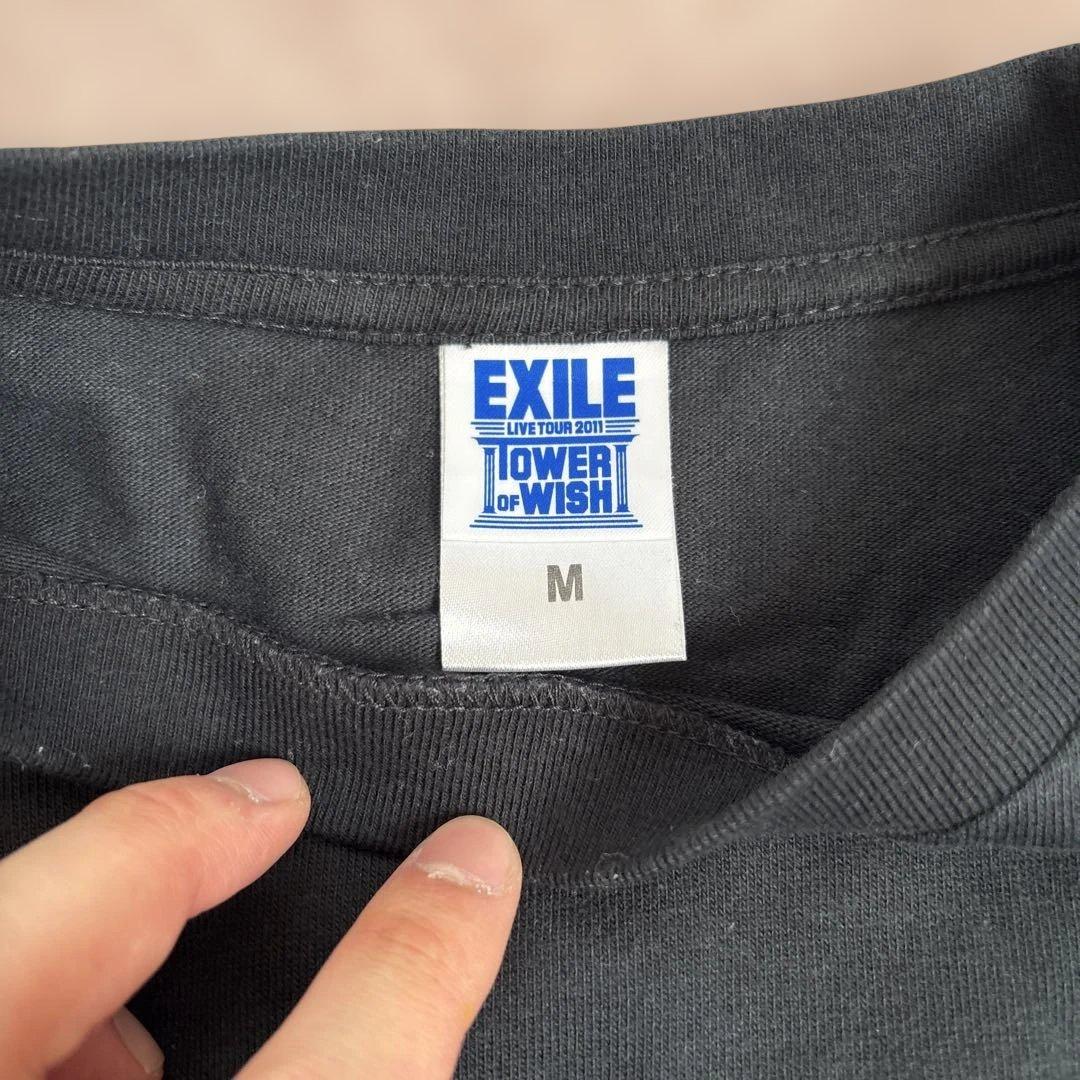 EXILE
LIVE TOUR 2011
TOWER
OF WISH
M